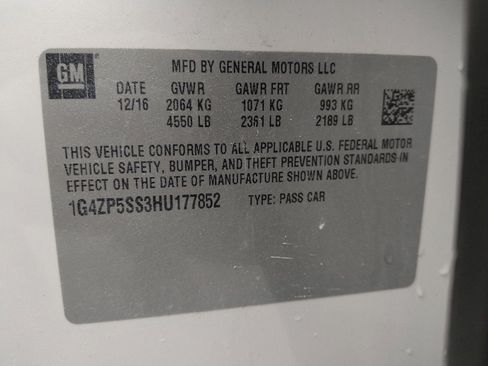 GM
MFD BY GENERAL MOTORS LLC
DATE GVWR GAWR FRT GAWR RR
12/16 2064 KG 1071 KG 993 KG
4550 LB 2361 LB 2189 LB
THIS VEHICLE CONFORMS TO ALL APPLICABLE U.S. FEDERAL MOTOR
VEHICLE SAFETY, BUMPER, AND THEFT PREVENTION STANDARDS IN
EFFECT ON THE DATE OF MANUFACTURE SHOWN ABOVE.
1G4ZP5SS3HU177852 TYPE: PASS CAR